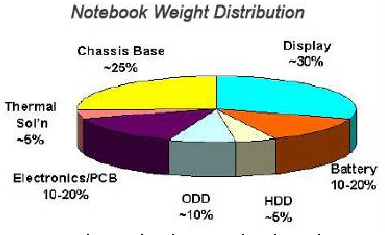 Notebook Weight Distribution
Chassis Base
~25%
Display
~30%
Thermal
Sol'n
~5%
Battery
10-20%
Electronics/PCB
10-20%
ODD
~10%
HDD
~5%